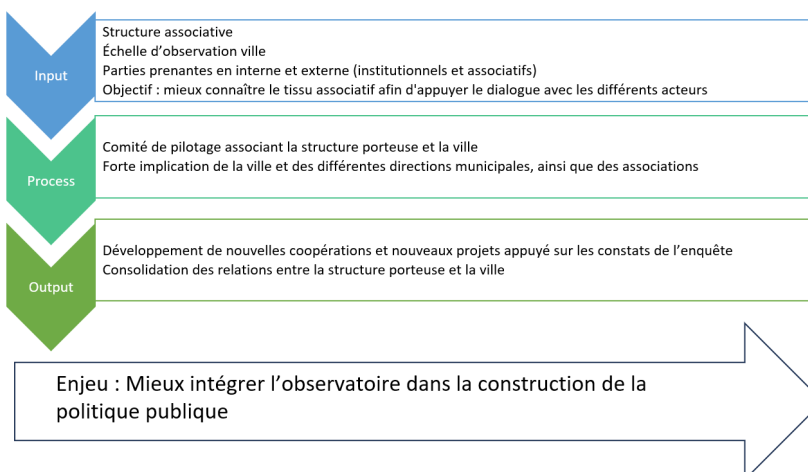 Input
Structure associative
Échelle d’observation ville
Parties prenantes en interne et externe (institutionnels et associatifs)
Objectif : mieux connaître le tissu associatif afin d'appuyer le dialogue avec les différents acteurs
Process
Comité de pilotage associant la structure porteuse et la ville
Forte implication de la ville et des différentes directions municipales, ainsi que des associations
Output
Développement de nouvelles coopérations et nouveaux projets appuyé sur les constats de l’enquête
Consolidation des relations entre la structure porteuse et la ville
Enjeu : Mieux intégrer l’observatoire dans la construction de la
politique publique